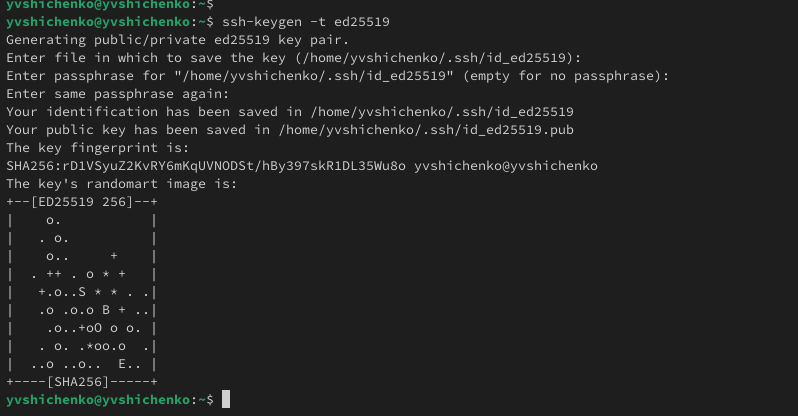 yvshichenko@yvshichenko:~$
yvshichenko@yvshichenko:~$ ssh-keygen -t ed25519
Generating public/private ed25519 key pair.
Enter file in which to save the key (/home/yvshichenko/.ssh/id_ed25519):
Enter passphrase for "/home/yvshichenko/.ssh/id_ed25519" (empty for no passphrase):
Enter same passphrase again:
Your identification has been saved in /home/yvshichenko/.ssh/id_ed25519
Your public key has been saved in /home/yvshichenko/.ssh/id_ed25519.pub
The key fingerprint is:
SHA256:rD1VSyuZ2KvRY6mKqUVNODSt/hBy397skR1DL35Wu8o yvshichenko@yvshichenko
The key's randomart image is:
+--[ED25519 256]--+
|    o.           |
|   . o.          |
|    o..     +    |
|  . ++ . o * +   |
|   +.o..S * * . .|
|   .o .o.o B + ..|
|    .o..+oO o o. |
|   . o. .*oo.o  .|
|  ..o ..o..  E.. |
+----[SHA256]-----+
yvshichenko@yvshichenko:~$